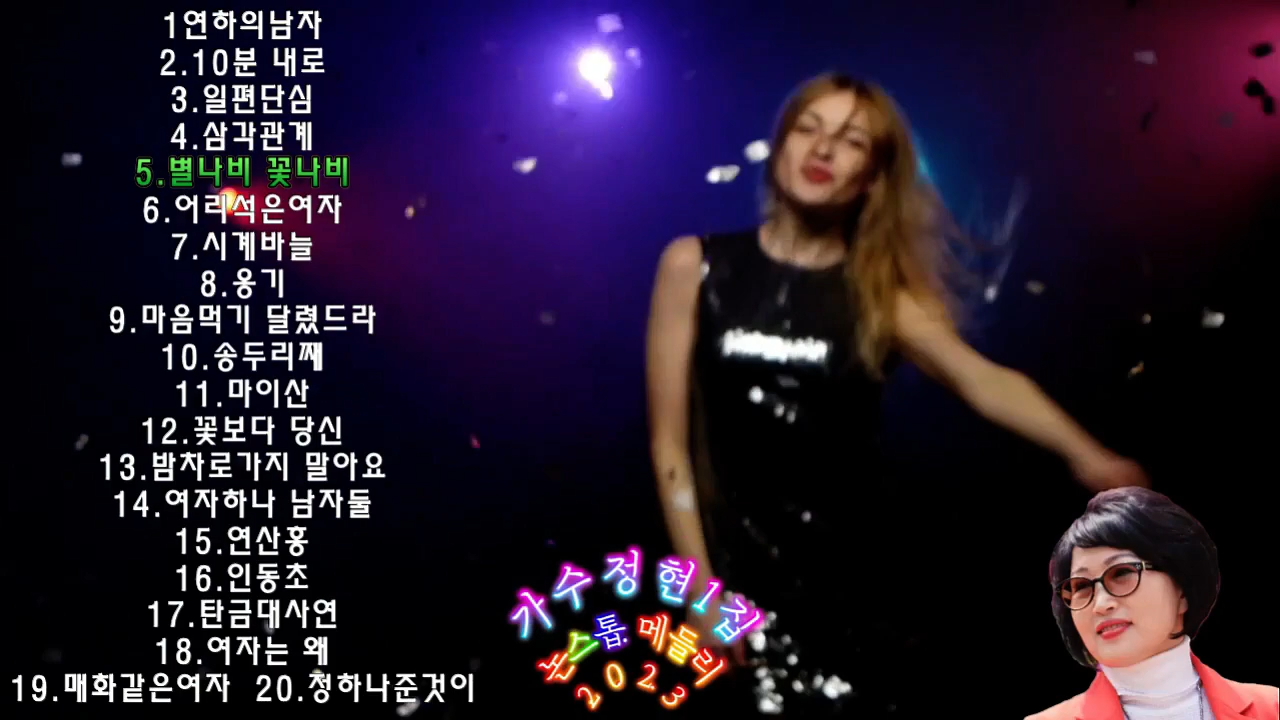 1연하의남자
2.10분 내로
3.일편단심
4.삼각관계
5.별나비 꽃나비
6.어리석은여자
7.시계바늘
8.옹기
9.마음먹기 달렸드라
10.송두리째
11.마이산
12.꽃보다 당신
13.밤차로가지 말아요
14.여자하나 남자둘
15.연산홍
16.인동초
17.탄금대사연
18.여자는 왜
19.매화같은여자 20.정하나준것이
가수정현1집
논스톱 메들리
2023